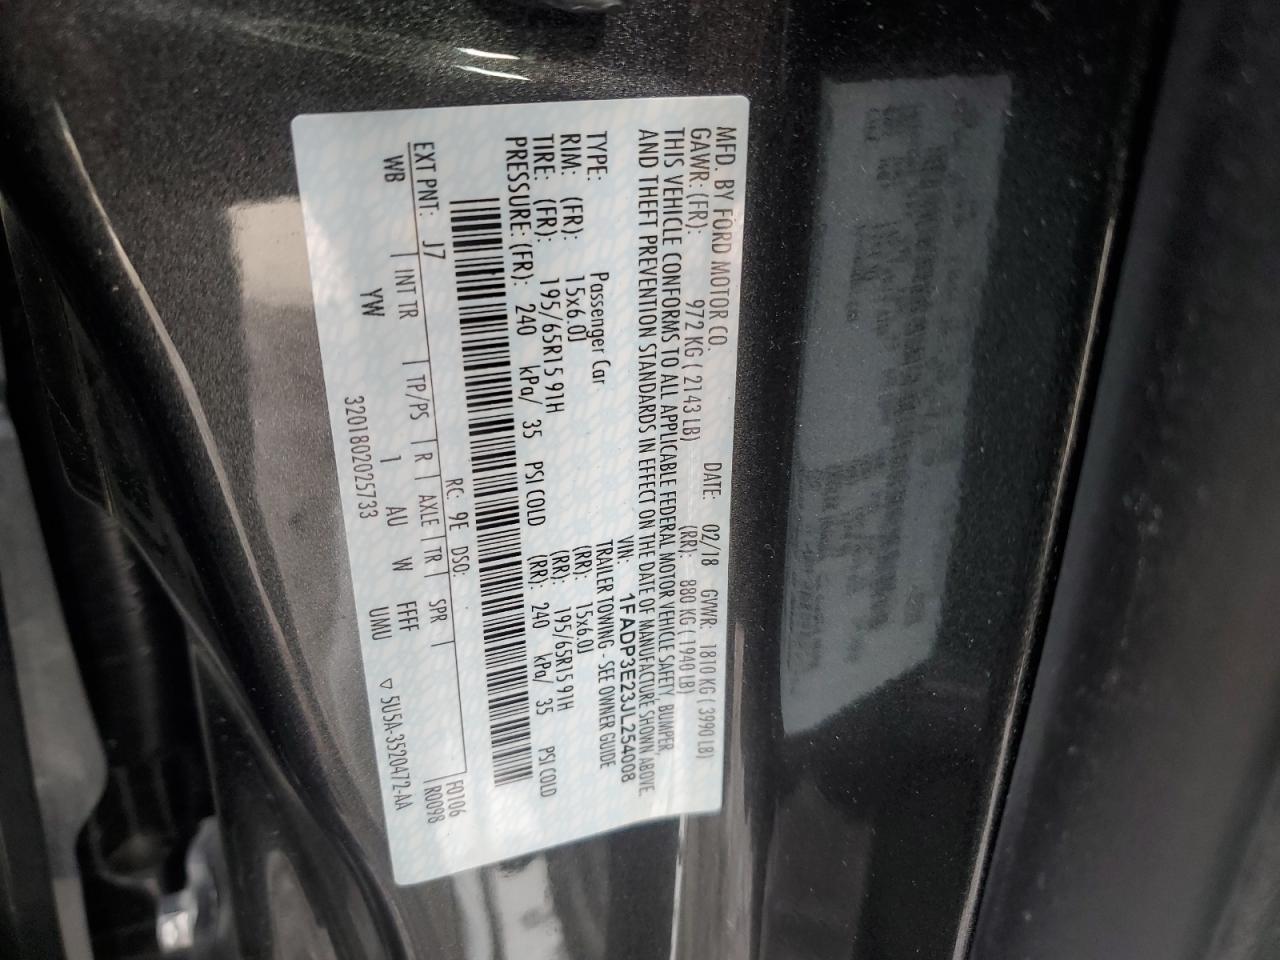 MFD. BY FORD MOTOR CO.
DATE: 02/18 GVWR: 1810 KG ( 3990 LB)
GAWR: (FR): 972 KG ( 2143 LB) (RR): 880 KG ( 1940 LB)
THIS VEHICLE CONFORMS TO ALL APPLICABLE FEDERAL MOTOR VEHICLE SAFETY, BUMPER,
AND THEFT PREVENTION STANDARDS IN EFFECT ON THE DATE OF MANUFACTURE SHOWN ABOVE.
VIN: 1FADP3E23JL254008
TYPE: Passenger Car TRAILER TOWING - SEE OWNER GUIDE
RIM: (FR): 15x6.0J (RR): 15x6.0J
TIRE: (FR): 195/65R15 91H (RR): 195/65R15 91H
PRESSURE: (FR): 240 kPa/ 35 PSI COLD (RR): 240 kPa/ 35 PSI COLD
F0106
EXT PNT: J7 RC: 9E DSO: R0098
WB INT TR TP/PS R AXLE TR SPR
YW 1 AU W FFFF UMU 5U5A-3520472-AA
320180202​5733